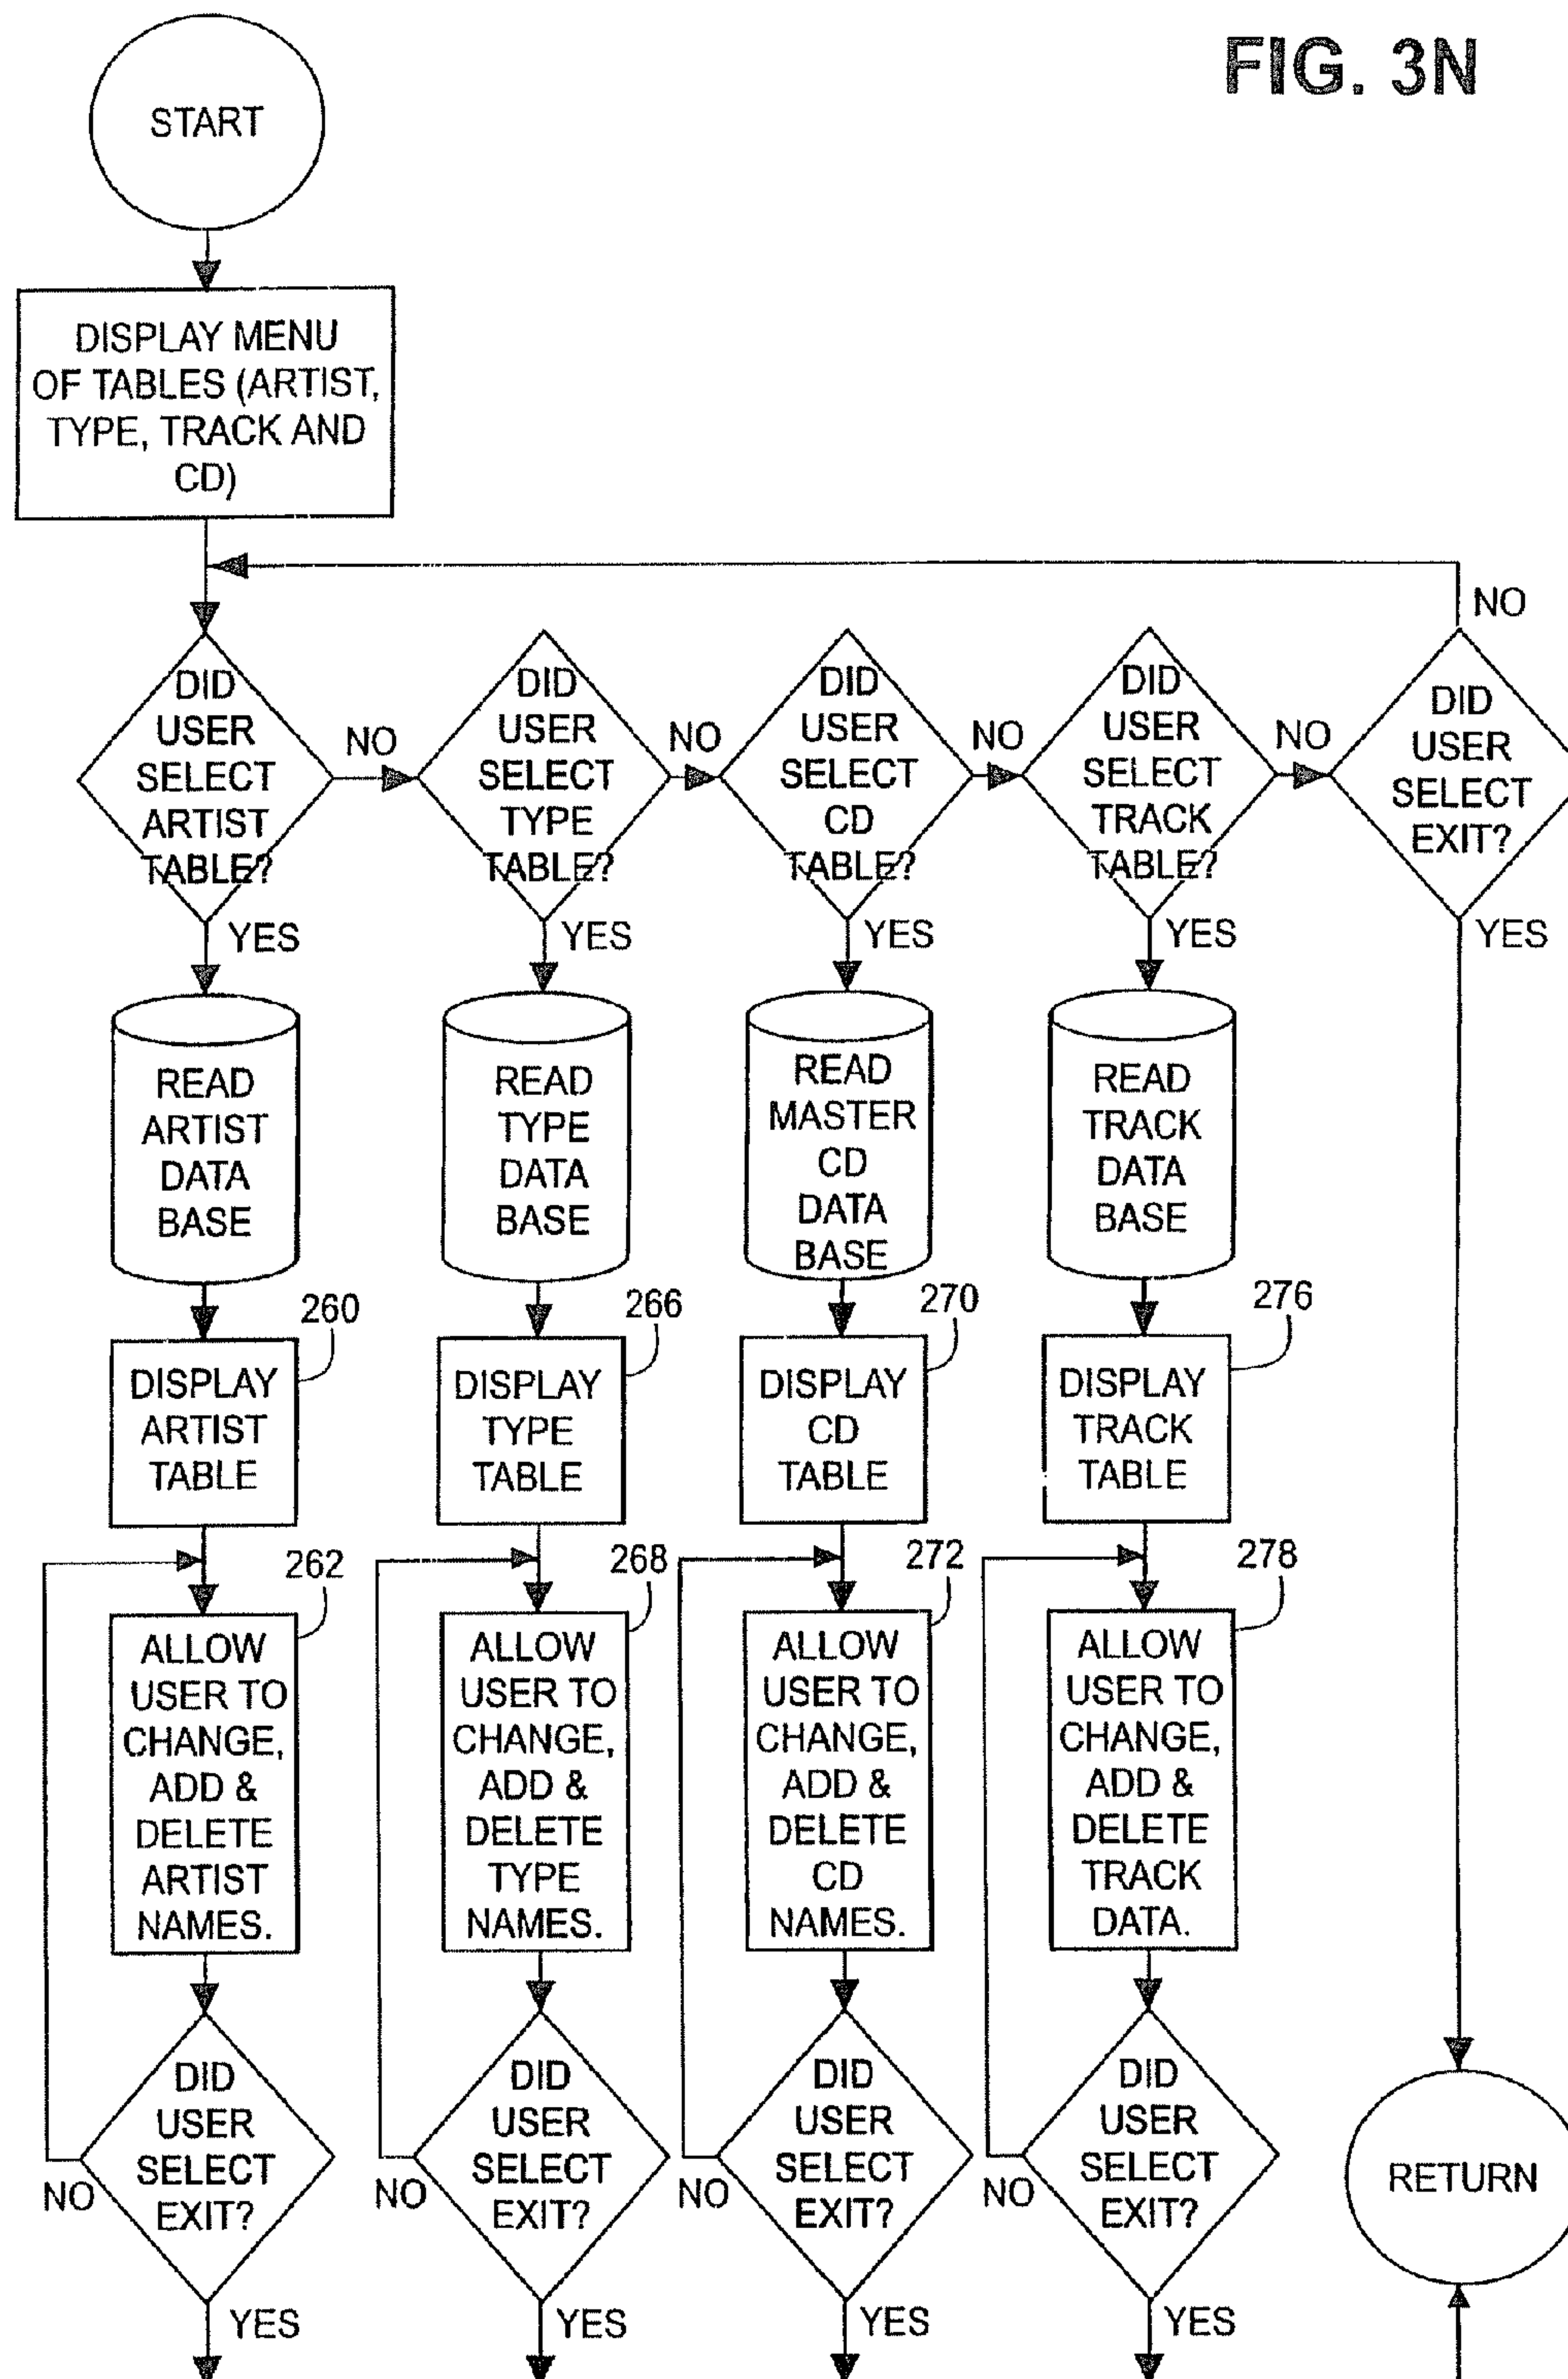 FIG. 3N
START
DISPLAY MENU
OF TABLES (ARTIST,
TYPE, TRACK AND
CD)
DID
USER
SELECT
ARTIST
TABLE?
NO
YES
DID
USER
SELECT
TYPE
TABLE?
NO
YES
DID
USER
SELECT
CD
TABLE?
NO
YES
DID
USER
SELECT
TRACK
TABLE?
NO
YES
NO
DID
USER
SELECT
EXIT?
YES
READ
ARTIST
DATA
BASE
READ
TYPE
DATA
BASE
READ
MASTER
CD
DATA
BASE
READ
TRACK
DATA
BASE
260
DISPLAY
ARTIST
TABLE
266
DISPLAY
TYPE
TABLE
270
DISPLAY
CD
TABLE
276
DISPLAY
TRACK
TABLE
262
ALLOW
USER TO
CHANGE,
ADD &
DELETE
ARTIST
NAMES.
268
ALLOW
USER TO
CHANGE,
ADD &
DELETE
TYPE
NAMES.
272
ALLOW
USER TO
CHANGE,
ADD &
DELETE
CD
NAMES.
278
ALLOW
USER TO
CHANGE,
ADD &
DELETE
TRACK
DATA.
DID
USER
SELECT
EXIT?
NO
YES
DID
USER
SELECT
EXIT?
NO
YES
DID
USER
SELECT
EXIT?
NO
YES
DID
USER
SELECT
EXIT?
NO
YES
RETURN